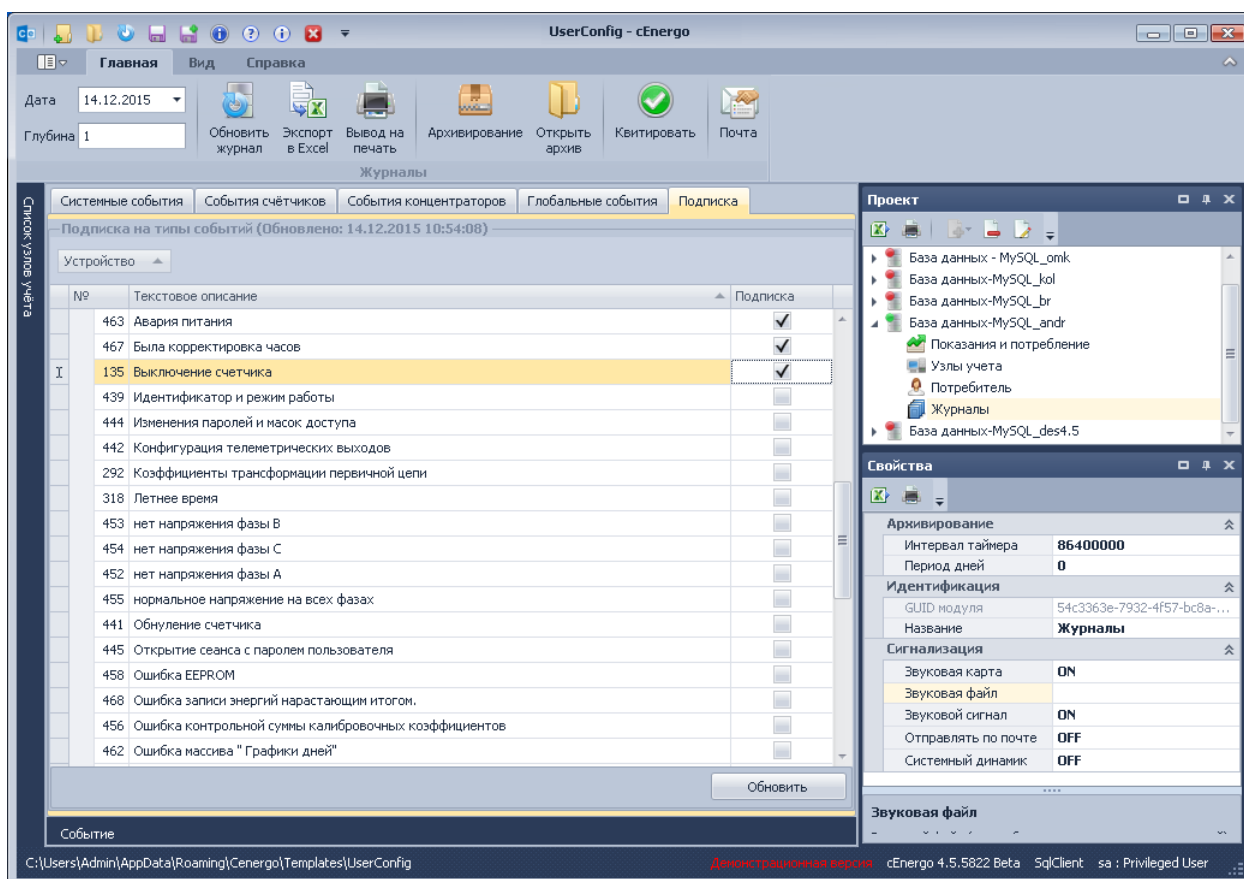 UserConfig - cEnergo
Главная Вид Справка
Дата 14.12.2015
Глубина 1
Обновить журнал
Экспорт в Excel
Вывод на печать
Архивирование
Открыть архив
Квитировать
Почта
Журналы
Список узлов учёта
Системные события События счётчиков События концентраторов Глобальные события Подписка
Подписка на типы событий (Обновлено: 14.12.2015 10:54:08)
Устройство
№ Текстовое описание Подписка
463 Авария питания
467 Была корректировка часов
135 Выключение счетчика
439 Идентификатор и режим работы
444 Изменения паролей и масок доступа
442 Конфигурация телеметрических выходов
292 Коэффициенты трансформации первичной цепи
318 Летнее время
453 нет напряжения фазы B
454 нет напряжения фазы C
452 нет напряжения фазы A
455 нормальное напряжение на всех фазах
441 Обнуление счетчика
445 Открытие сеанса с паролем пользователя
458 Ошибка EEPROM
468 Ошибка записи энергий нарастающим итогом.
456 Ошибка контрольной суммы калибровочных коэффициентов
462 Ошибка массива " Графики дней"
Обновить
Событие
Проект
База данных - MySQL_omk
База данных-MySQL_kol
База данных-MySQL_br
База данных-MySQL_andr
Показания и потребление
Узлы учета
Потребитель
Журналы
База данных-MySQL_des4.5
Свойства
Архивирование
Интервал таймера 86400000
Период дней 0
Идентификация
GUID модуля 54c3363e-7932-4f57-bc8a-...
Название Журналы
Сигнализация
Звуковая карта ON
Звуковая файл
Звуковой сигнал ON
Отправлять по почте OFF
Системный динамик OFF
Звуковая файл
C:\Users\Admin\AppData\Roaming\Cenergo\Templates\UserConfig
Демонстрационная версия cEnergo 4.5.5822 Beta SqlClient sa : Privileged User